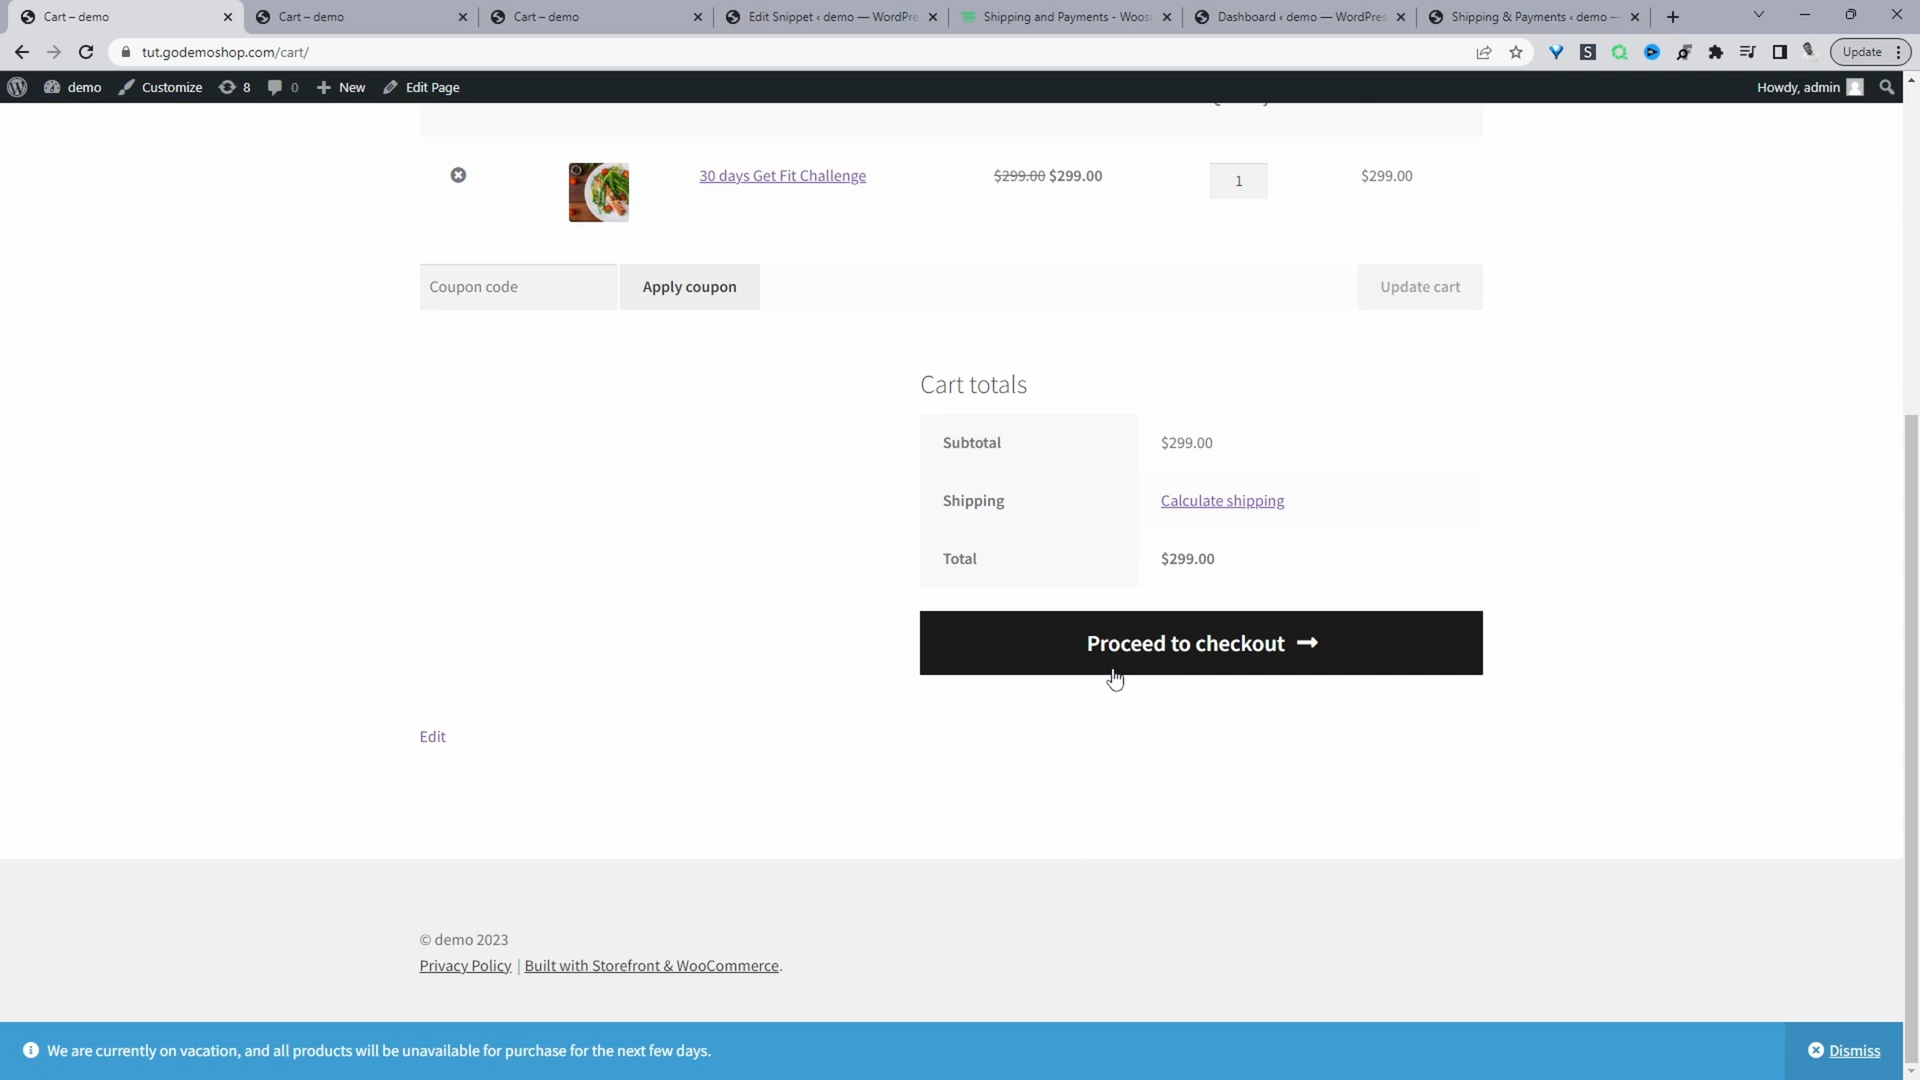 Cart – demo
Cart – demo
Cart – demo
Edit Snippet ‹ demo — WordPre
Shipping and Payments - Woos
Dashboard ‹ demo — WordPres
Shipping & Payments ‹ demo —
tut.godemoshop.com/cart/
Update
demo
Customize
8
0
New
Edit Page
Howdy, admin
30 days Get Fit Challenge
$299.00 $299.00
1
$299.00
Coupon code
Apply coupon
Update cart
Cart totals
Subtotal
$299.00
Shipping
Calculate shipping
Total
$299.00
Proceed to checkout
Edit
© demo 2023
Privacy Policy | Built with Storefront & WooCommerce.
We are currently on vacation, and all products will be unavailable for purchase for the next few days.
Dismiss